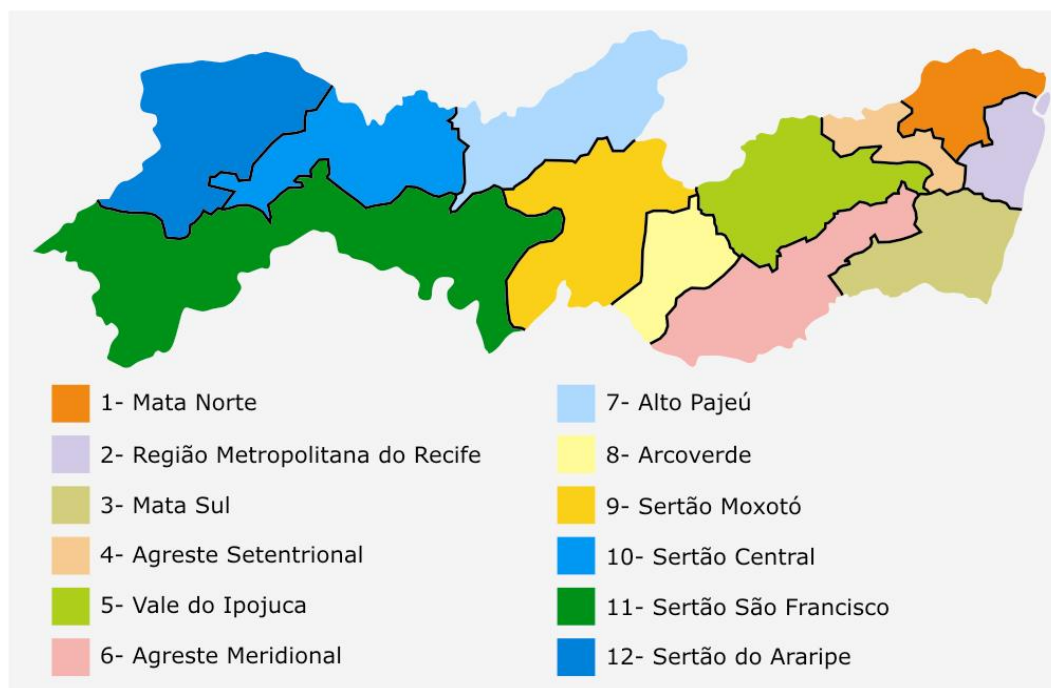 1- Mata Norte
2- Região Metropolitana do Recife
3- Mata Sul
4- Agreste Setentrional
5- Vale do Ipojuca
6- Agreste Meridional
7- Alto Pajeú
8- Arcoverde
9- Sertão Moxotó
10- Sertão Central
11- Sertão São Francisco
12- Sertão do Araripe